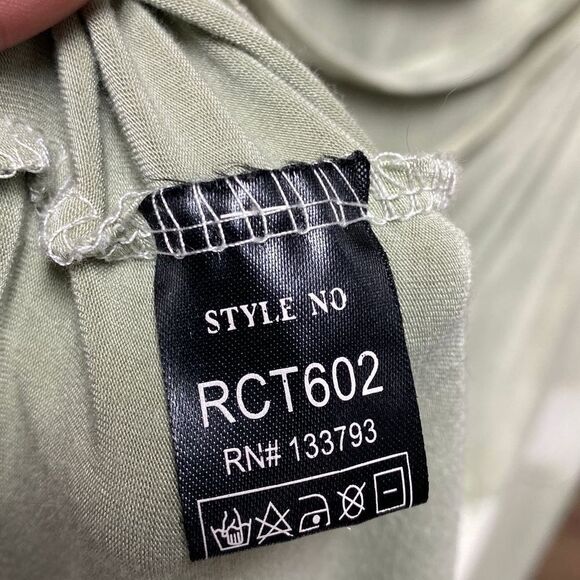 STYLE NO
RCT602
RN# 133793